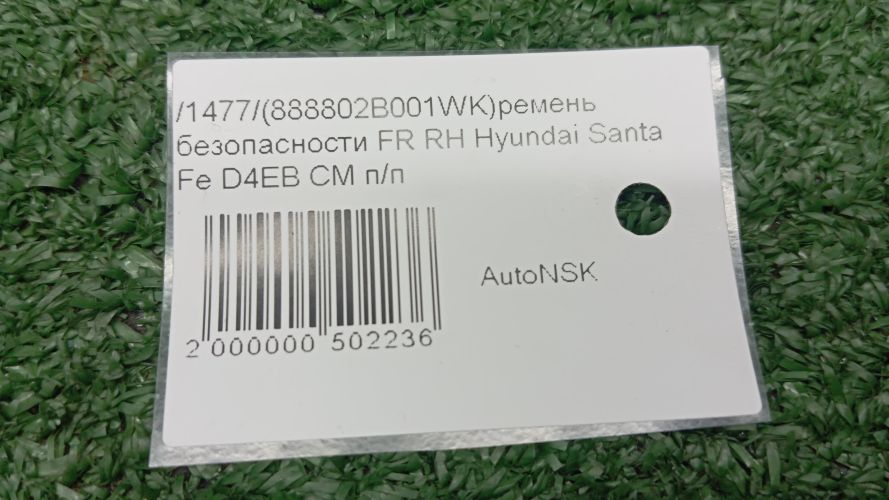 /1477/(888802B001WK)ремень
безопасности FR RH Hyundai Santa
Fe D4EB CM п/п
AutoNSK
2 000000 502236